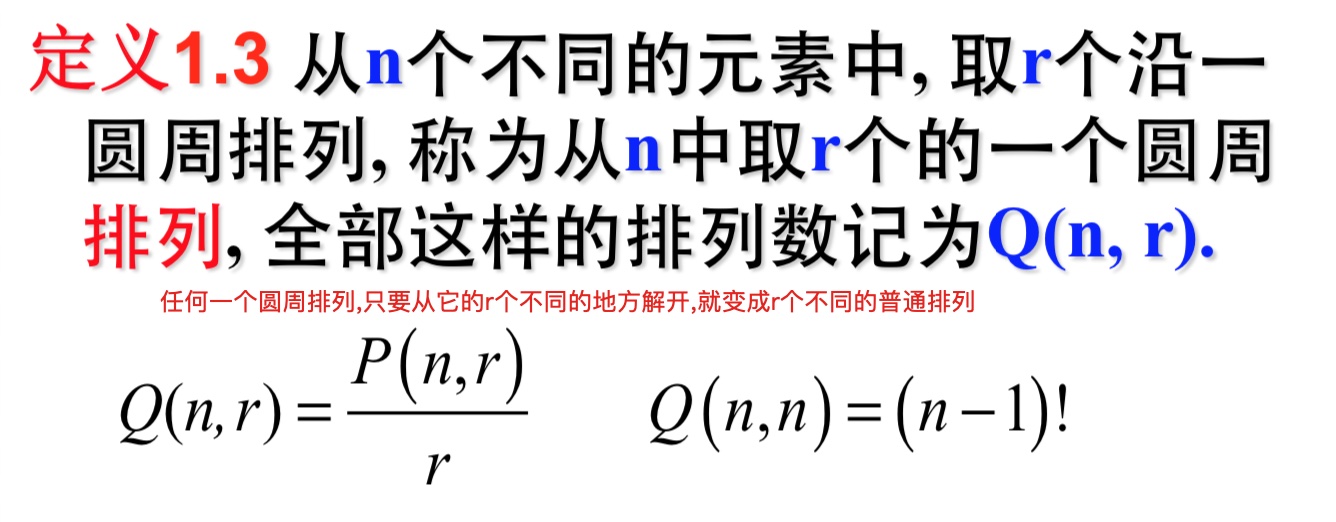 定义1.3 从n个不同的元素中, 取r个沿一
圆周排列, 称为从n中取r个的一个圆周
排列, 全部这样的排列数记为Q(n, r).
任何一个圆周排列,只要从它的r个不同的地方解开,就变成r个不同的普通排列
Q(n,r) = P(n,r) / r Q(n,n) = (n−1)!